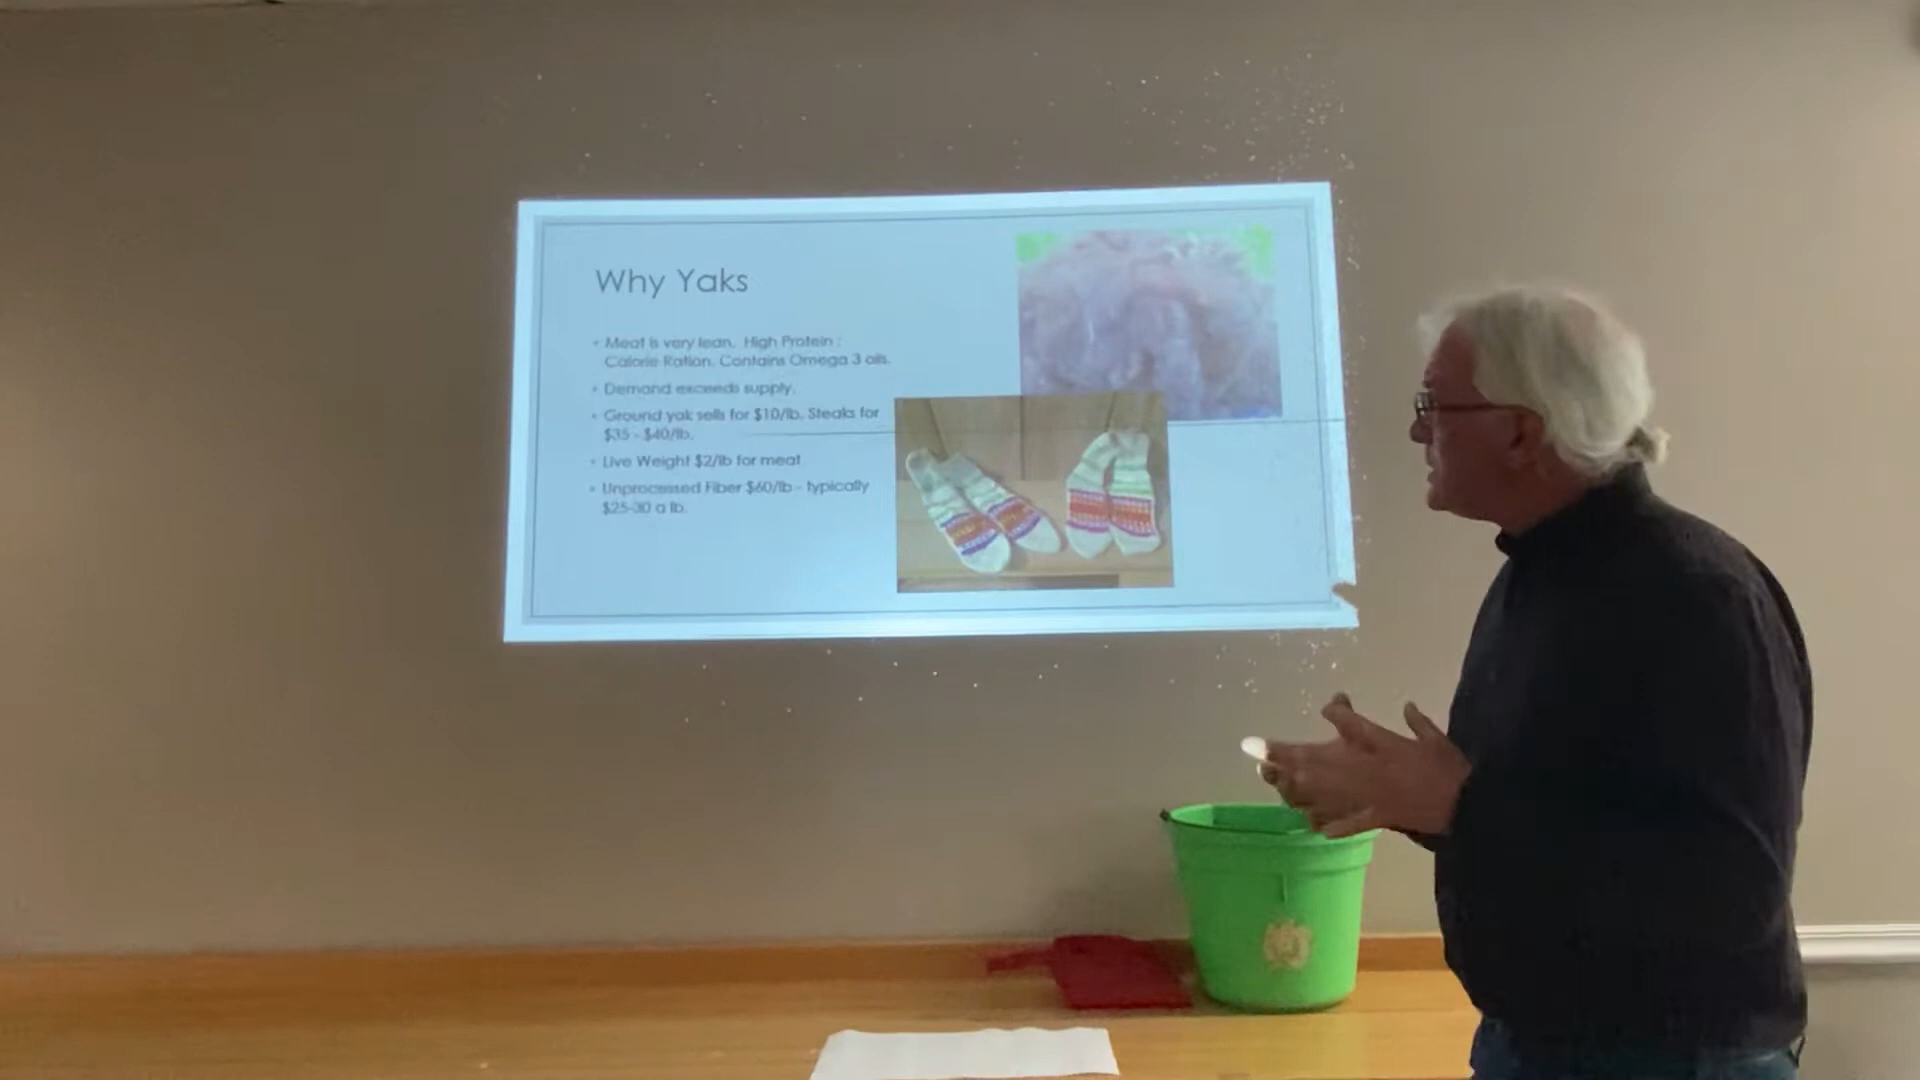 Why Yaks
• Meat is very lean. High Protein :
Calorie Ration. Contains Omega 3 oils.
• Demand exceeds supply.
• Ground yak sells for $10/lb. Steaks for
$35 - $40/lb.
• Live Weight $2/lb for meat
• Unprocessed Fiber $60/lb - typically
$25-30 a lb.